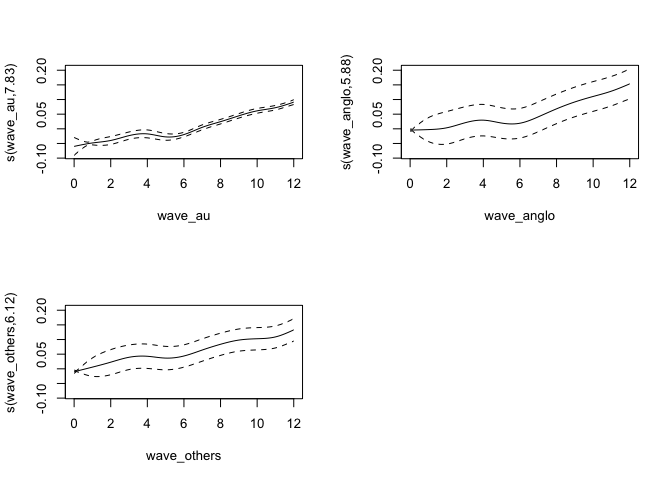 s(wave_au,7.83)
0.20
0.05
-0.10
0 2 4 6 8 10 12
wave_au
s(wave_anglo,5.88)
0.20
0.05
-0.10
0 2 4 6 8 10 12
wave_anglo
s(wave_others,6.12)
0.20
0.05
-0.10
0 2 4 6 8 10 12
wave_others